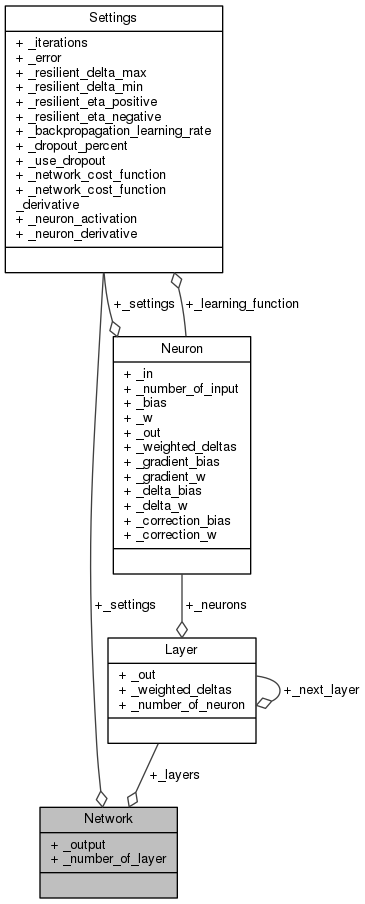 Settings
+ _iterations
+ _error
+ _resilient_delta_max
+ _resilient_delta_min
+ _resilient_eta_positive
+ _resilient_eta_negative
+ _backpropagation_learning_rate
+ _dropout_percent
+ _use_dropout
+ _network_cost_function
+ _network_cost_function
_derivative
+ _neuron_activation
+ _neuron_derivative
+_settings
+_learning_function
Neuron
+ _in
+ _number_of_input
+ _bias
+ _w
+ _out
+ _weighted_deltas
+ _gradient_bias
+ _gradient_w
+ _delta_bias
+ _delta_w
+ _correction_bias
+ _correction_w
+_settings
+_neurons
Layer
+ _out
+ _weighted_deltas
+ _number_of_neuron
+_next_layer
+_layers
Network
+ _output
+ _number_of_layer